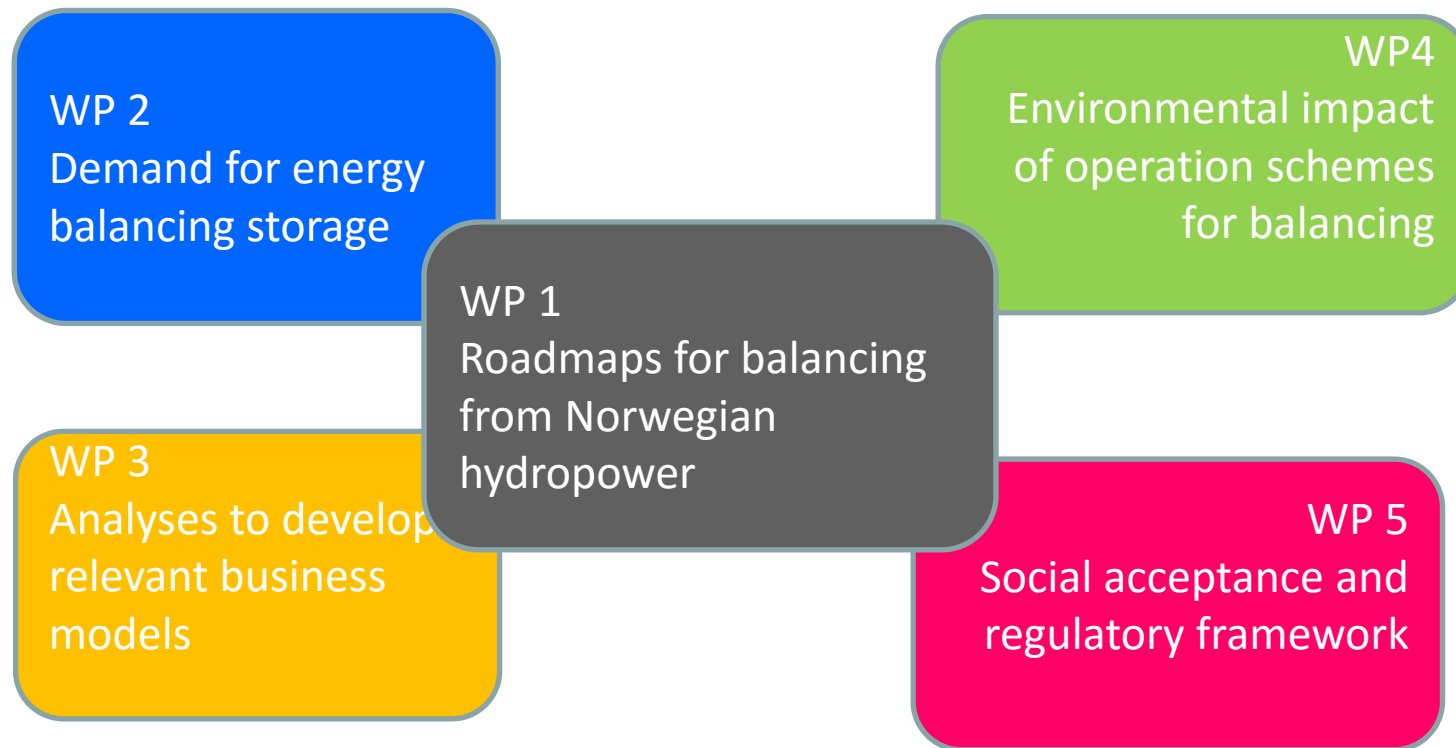 WP 2
Demand for energy
balancing storage
WP4
Environmental impact
of operation schemes
for balancing
WP 1
Roadmaps for balancing
from Norwegian
hydropower
WP 3
Analyses to develop
relevant business
models
WP 5
Social acceptance and
regulatory framework